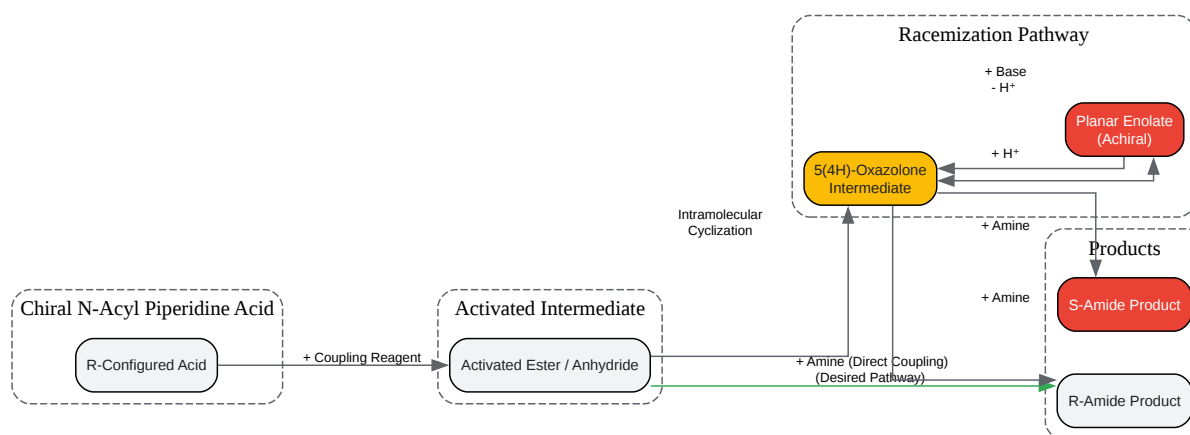 Racemization Pathway
+ Base
- H⁺
Planar Enolate
(Achiral)
+ H⁺
5(4H)-Oxazolone
Intermediate
Intramolecular
Cyclization
+ Amine
Products
Chiral N-Acyl Piperidine Acid
Activated Intermediate
+ Amine
S-Amide Product
R-Configured Acid
+ Coupling Reagent
Activated Ester / Anhydride
+ Amine (Direct Coupling)
(Desired Pathway)
R-Amide Product